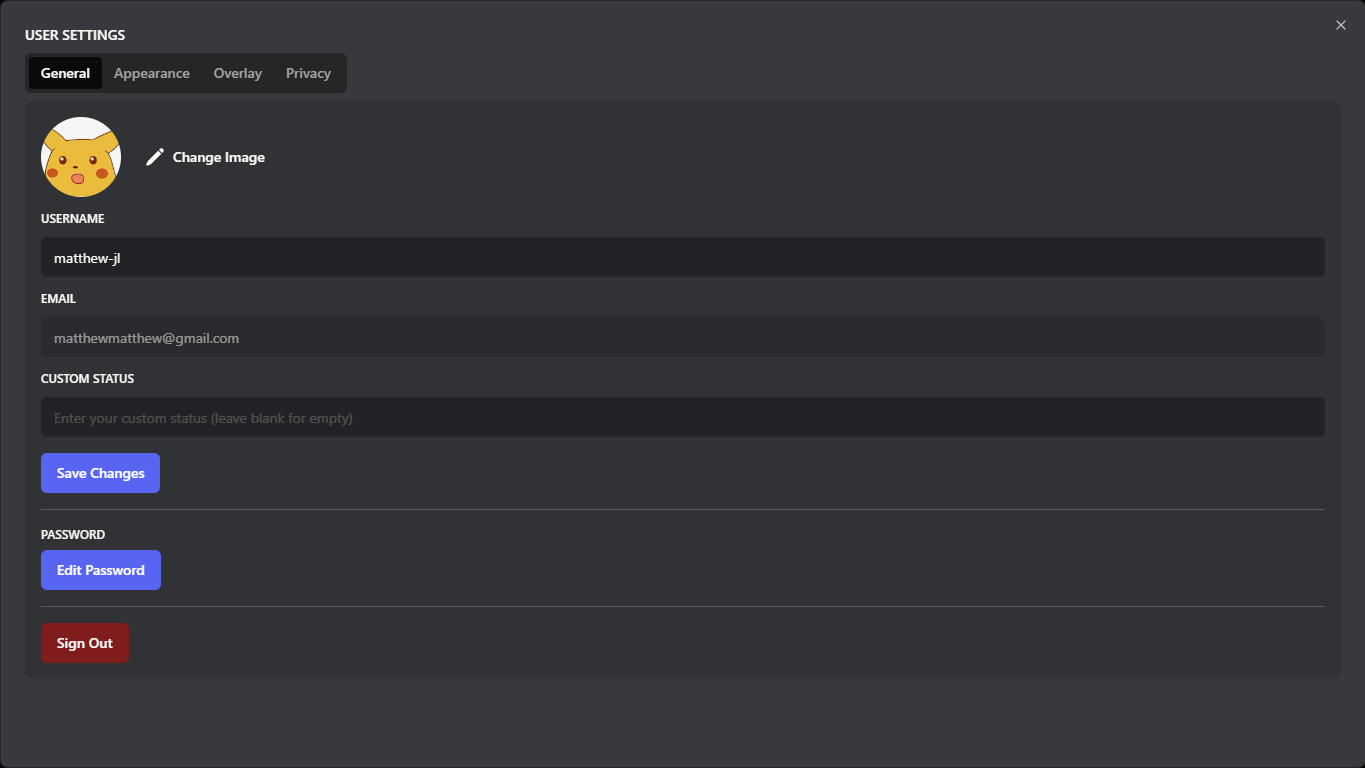 USER SETTINGS
General Appearance Overlay Privacy
Change Image
USERNAME
matthew-jl
EMAIL
matthewmatthew@gmail.com
CUSTOM STATUS
Enter your custom status (leave blank for empty)
Save Changes
PASSWORD
Edit Password
Sign Out